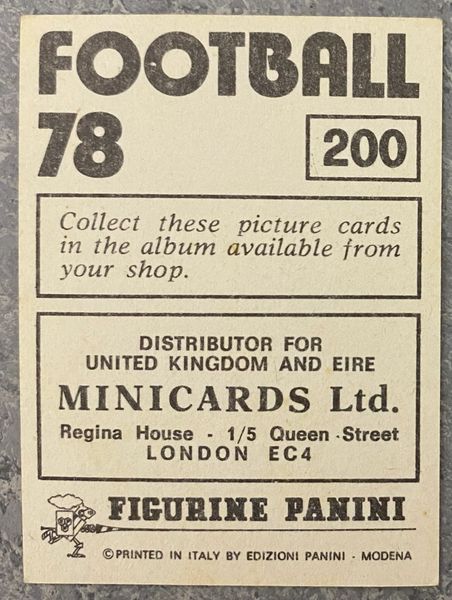 FOOTBALL
78
200
Collect these picture cards
in the album available from
your shop.
DISTRIBUTOR FOR
UNITED KINGDOM AND EIRE
MINICARDS Ltd.
Regina House - 1/5 Queen Street
LONDON EC4
FIGURINE PANINI
© PRINTED IN ITALY BY EDIZIONI PANINI - MODENA